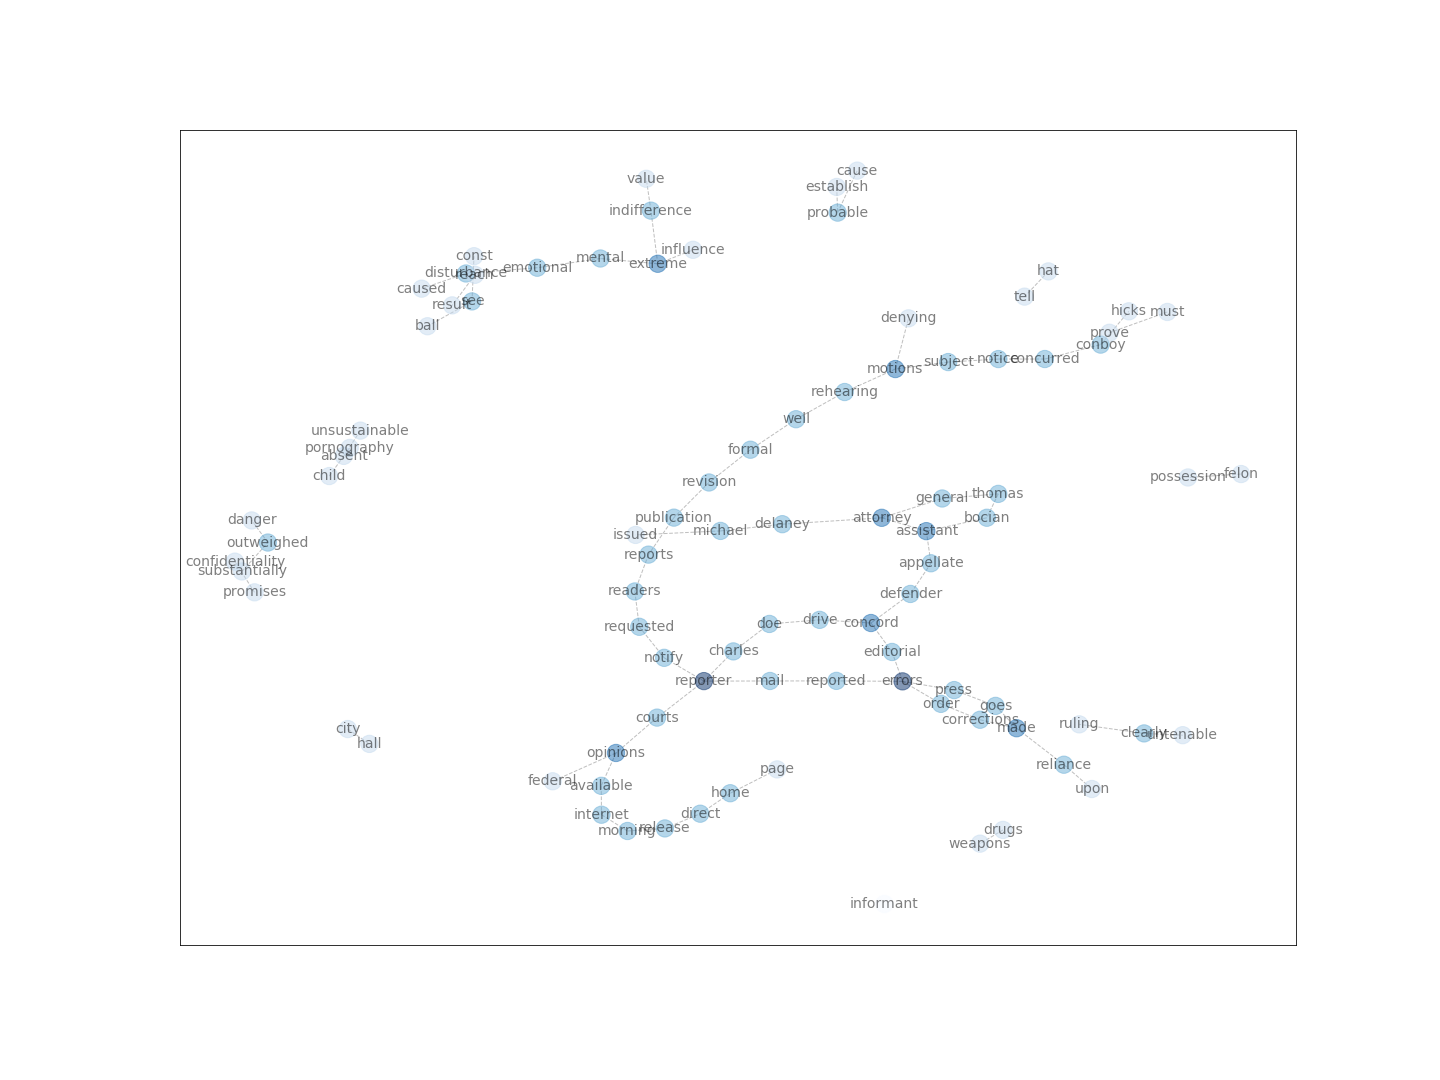 cause
value
establish
indifference
probable
influence
const
mental
extreme
emotional
disturbance
reach
hat
caused
tell
see
result
hicks
must
denying
ball
prove
conboy
notice
concurred
subject
motions
rehearing
well
unsustainable
pornography
formal
absent
child
felon
possession
revision
thomas
general
danger
publication
attorney
bocian
delaney
michael
assistant
issued
outweighed
reports
confidentiality
appellate
substantially
promises
readers
defender
drive
concord
doe
requested
charles
editorial
notify
reporter
mail
reported
errors
press
order
goes
courts
corrections
ruling
made
city
clearly
hall
opinions
reliance
page
federal
available
upon
home
internet
direct
release
morning
drugs
weapons
informant